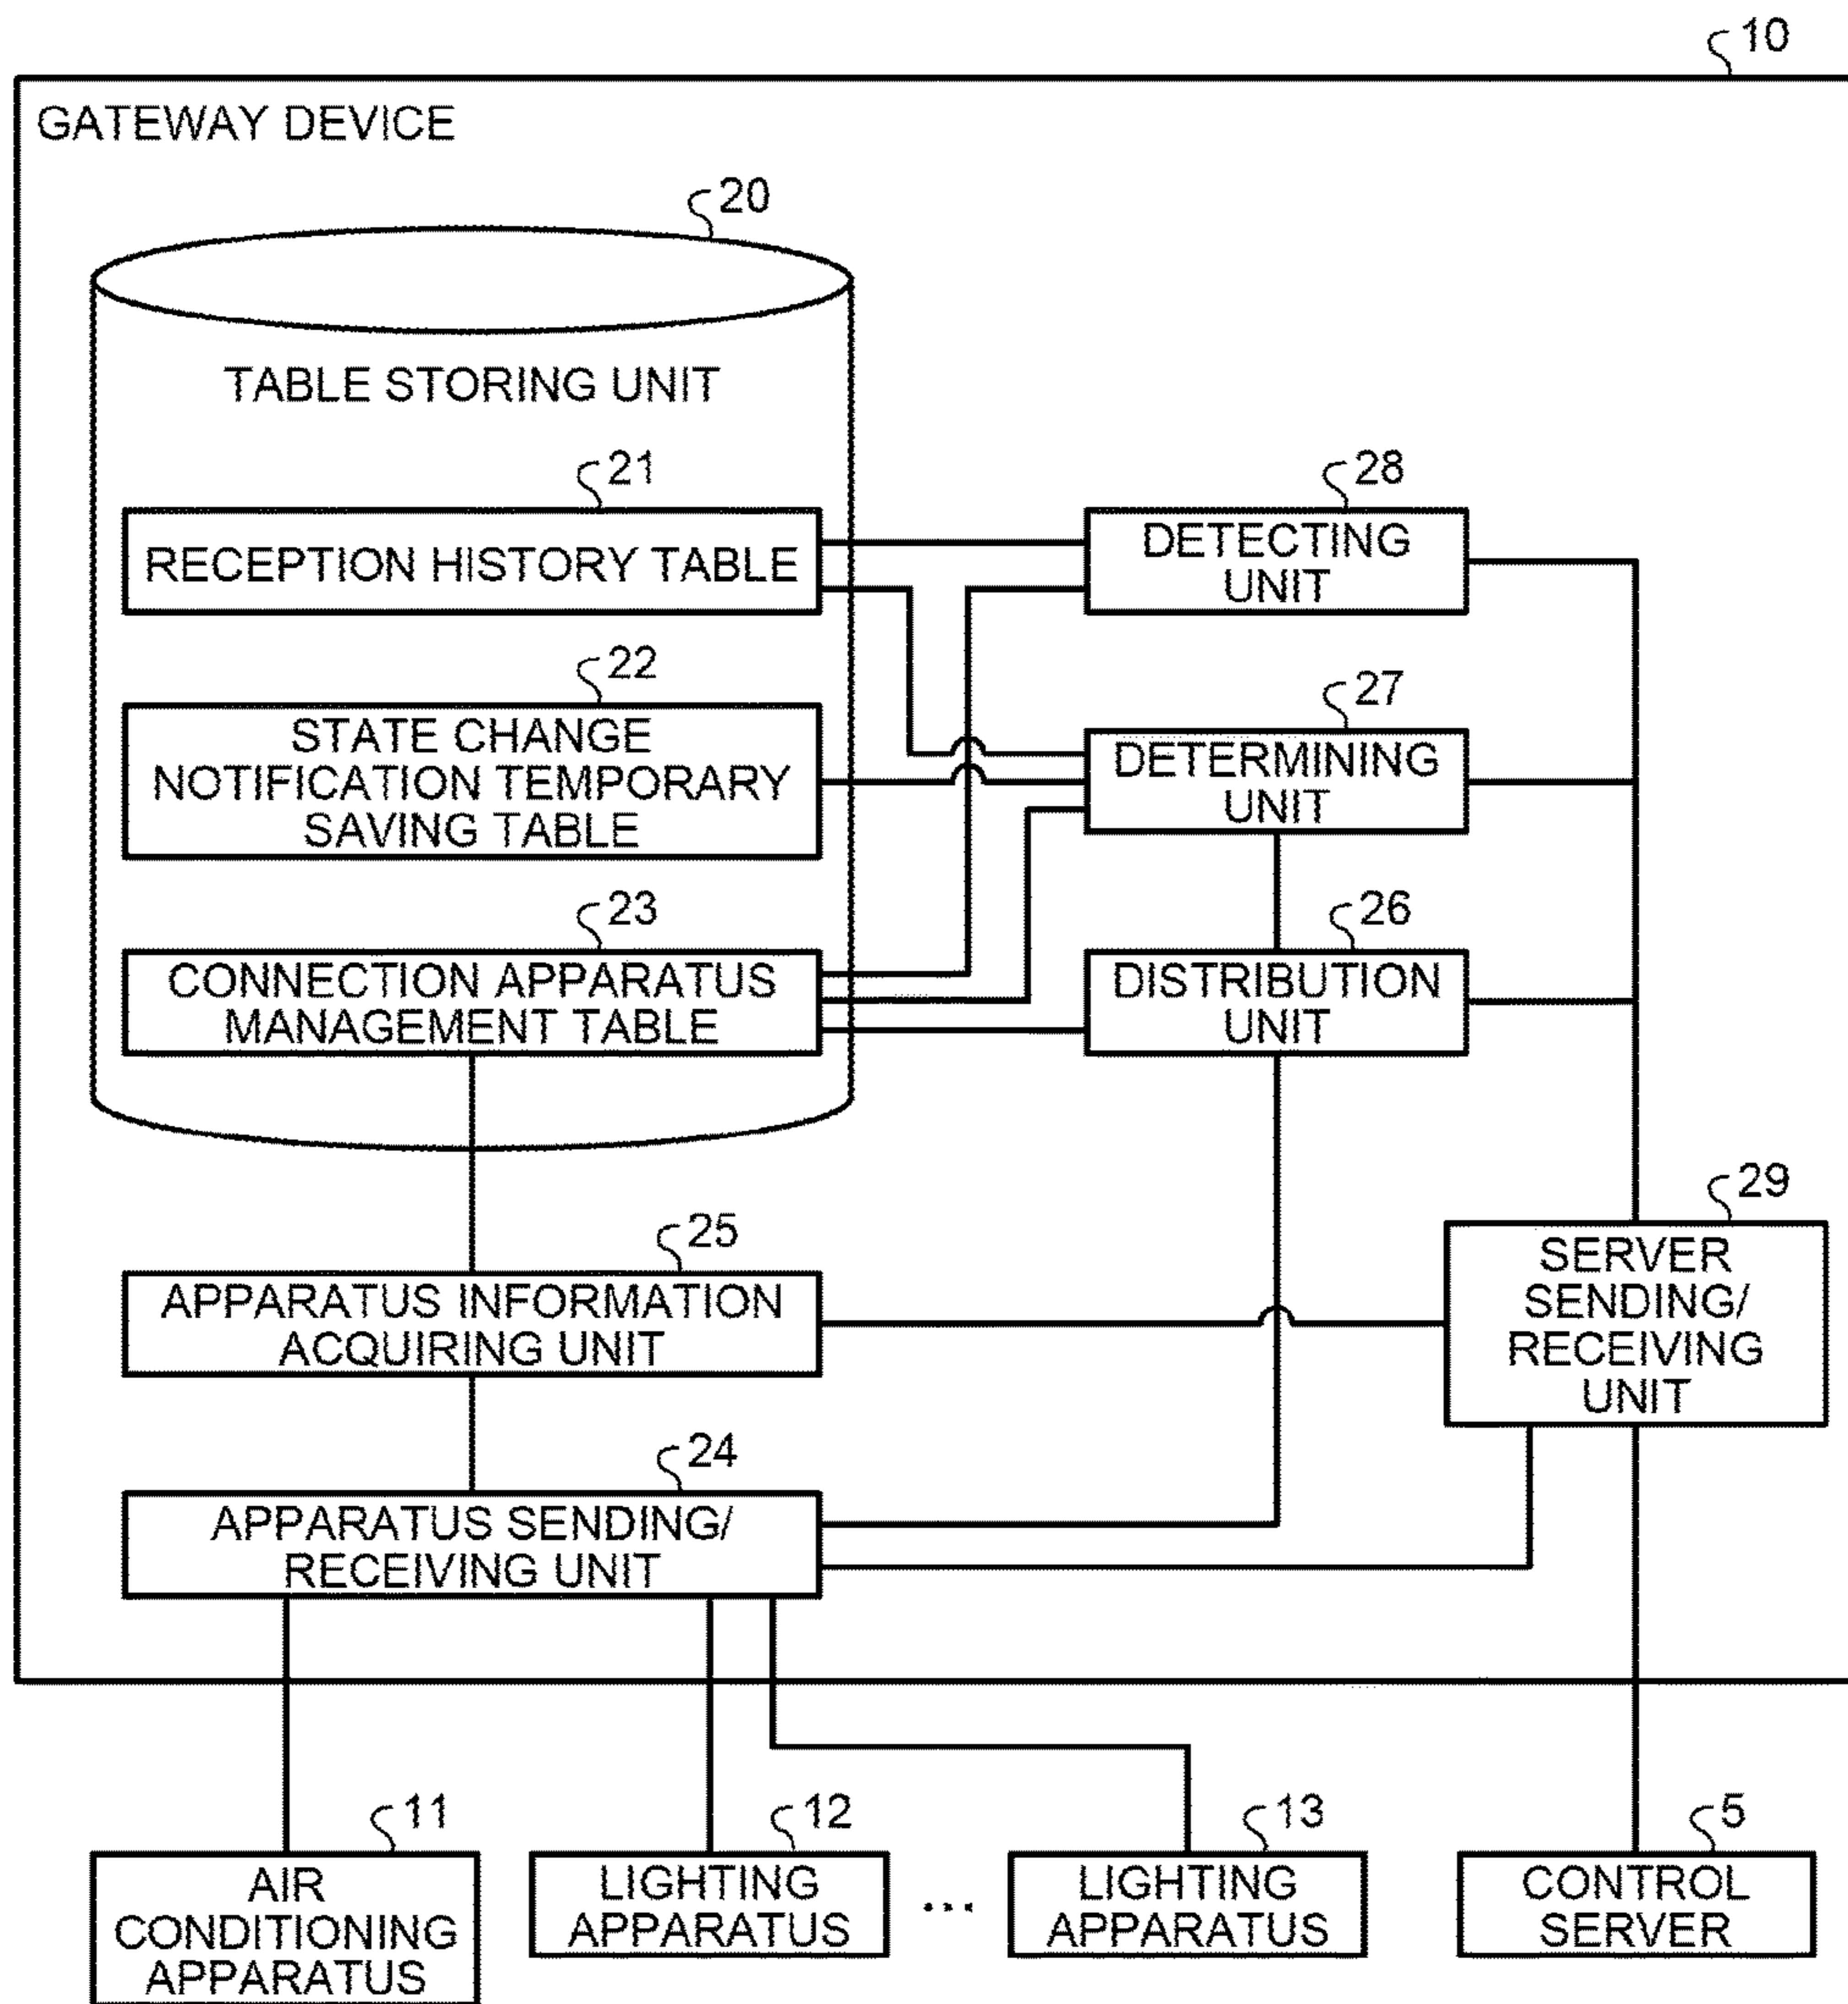 10
GATEWAY DEVICE
20
TABLE STORING UNIT
21
RECEPTION HISTORY TABLE
28
DETECTING
UNIT
22
STATE CHANGE
NOTIFICATION TEMPORARY
SAVING TABLE
27
DETERMINING
UNIT
23
CONNECTION APPARATUS
MANAGEMENT TABLE
26
DISTRIBUTION
UNIT
29
SERVER
SENDING/
RECEIVING
UNIT
25
APPARATUS INFORMATION
ACQUIRING UNIT
24
APPARATUS SENDING/
RECEIVING UNIT
11
AIR
CONDITIONING
APPARATUS
12
LIGHTING
APPARATUS
...
13
LIGHTING
APPARATUS
5
CONTROL
SERVER